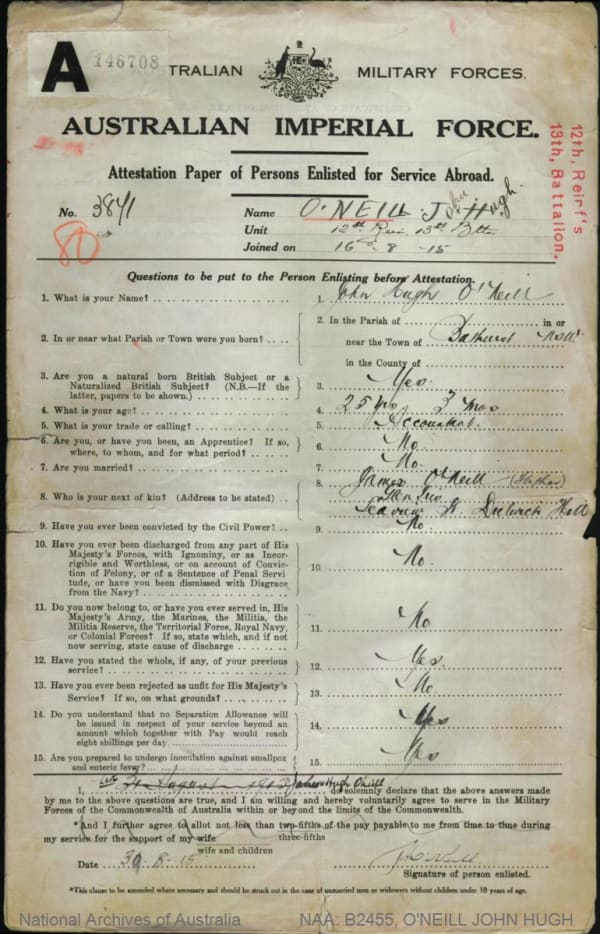 A
146708
TRALIAN MILITARY FORCES.
AUSTRALIAN IMPERIAL FORCE.
12th, Reirf's
13th, Battalion,
Attestation Paper of Persons Enlisted for Service Abroad.
No. 3841
80
Name O'NEILL John Hugh.
Unit 12th Rein. 13th Bttn
Joined on 16-8-15
Questions to be put to the Person Enlisting before Attestation.
1. What is your Name? 1. John Hugh O'Neill
2. In or near what Parish or Town were you born? 2. In the Parish of in or
near the Town of Bathurst NSW
in the County of
3. Are you a natural born British Subject or a
Naturalized British Subject? (N.B.—If the
latter, papers to be shown.) 3. Yes
4. What is your age? 4. 25 yrs 3 mos
5. What is your trade or calling? 5. Accountant.
6. Are you, or have you been, an Apprentice? If so,
where, to whom, and for what period? 6. No
7. Are you married? 7. No.
8. Who is your next of kin? (Address to be stated) 8. James O'Neill (Father)
Seaview St Dulwich Hill
9. Have you ever been convicted by the Civil Power? 9. No
10. Have you ever been discharged from any part of His
Majesty's Forces, with Ignominy, or as Incor-
rigible and Worthless, or on account of Convic-
tion of Felony, or of a Sentence of Penal Servi
tude, or have you been dismissed with Disgrace
from the Navy? 10. No.
11. Do you now belong to, or have you ever served in, His
Majesty's Army, the Marines, the Militia, the
Militia Reserve, the Territorial Force, Royal Navy,
or Colonial Forces? If so, state which, and if not
now serving, state cause of discharge 11. No
12. Have you stated the whole, if any, of your previous
service? 12. Yes.
13. Have you ever been rejected as unfit for His Majesty's
Service? If so, on what grounds? 13. No.
14. Do you understand that no Separation Allowance will
be issued in respect of your service beyond an
amount which together with Pay would reach
eight shillings per day 14. Yes
15. Are you prepared to undergo inoculation against smallpox
and enteric fever? 15. Yes
I, John Hugh O'Neill do solemnly declare that the above answers made
by me to the above questions are true, and I am willing and hereby voluntarily agree to serve in the Military
Forces of the Commonwealth of Australia within or beyond the limits of the Commonwealth.
*And I further agree to allot not less than two-fifths of the pay payable to me from time to time during
three-fifths
my service for the support of my wife
wife and children
Date 30.8.15 J H O'Neill
Signature of person enlisted.
*This clause to be amended where necessary and should be struck out in the case of unmarried men or widowers without children under 18 years of age.
National Archives of Australia NAA: B2455, O'NEILL JOHN HUGH